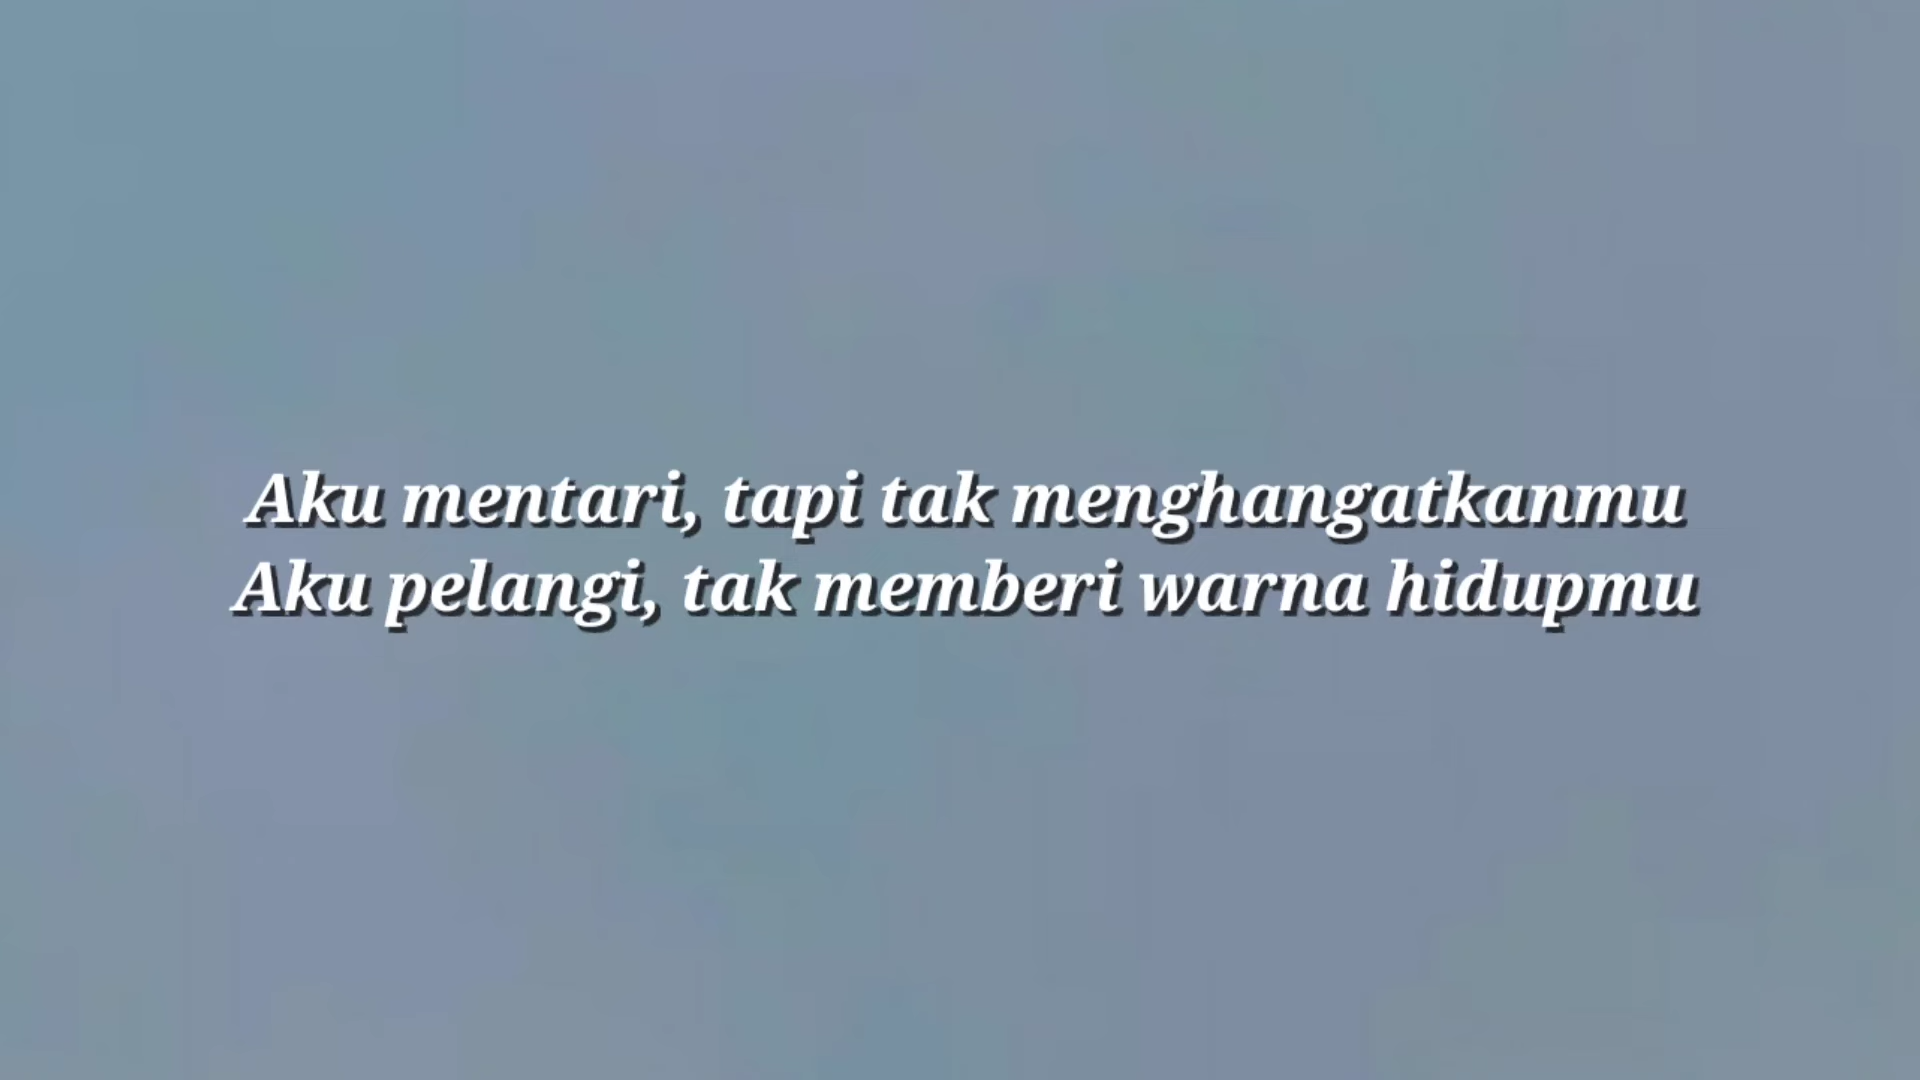 Aku mentari, tapi tak menghangatkanmu
Aku pelangi, tak memberi warna hidupmu